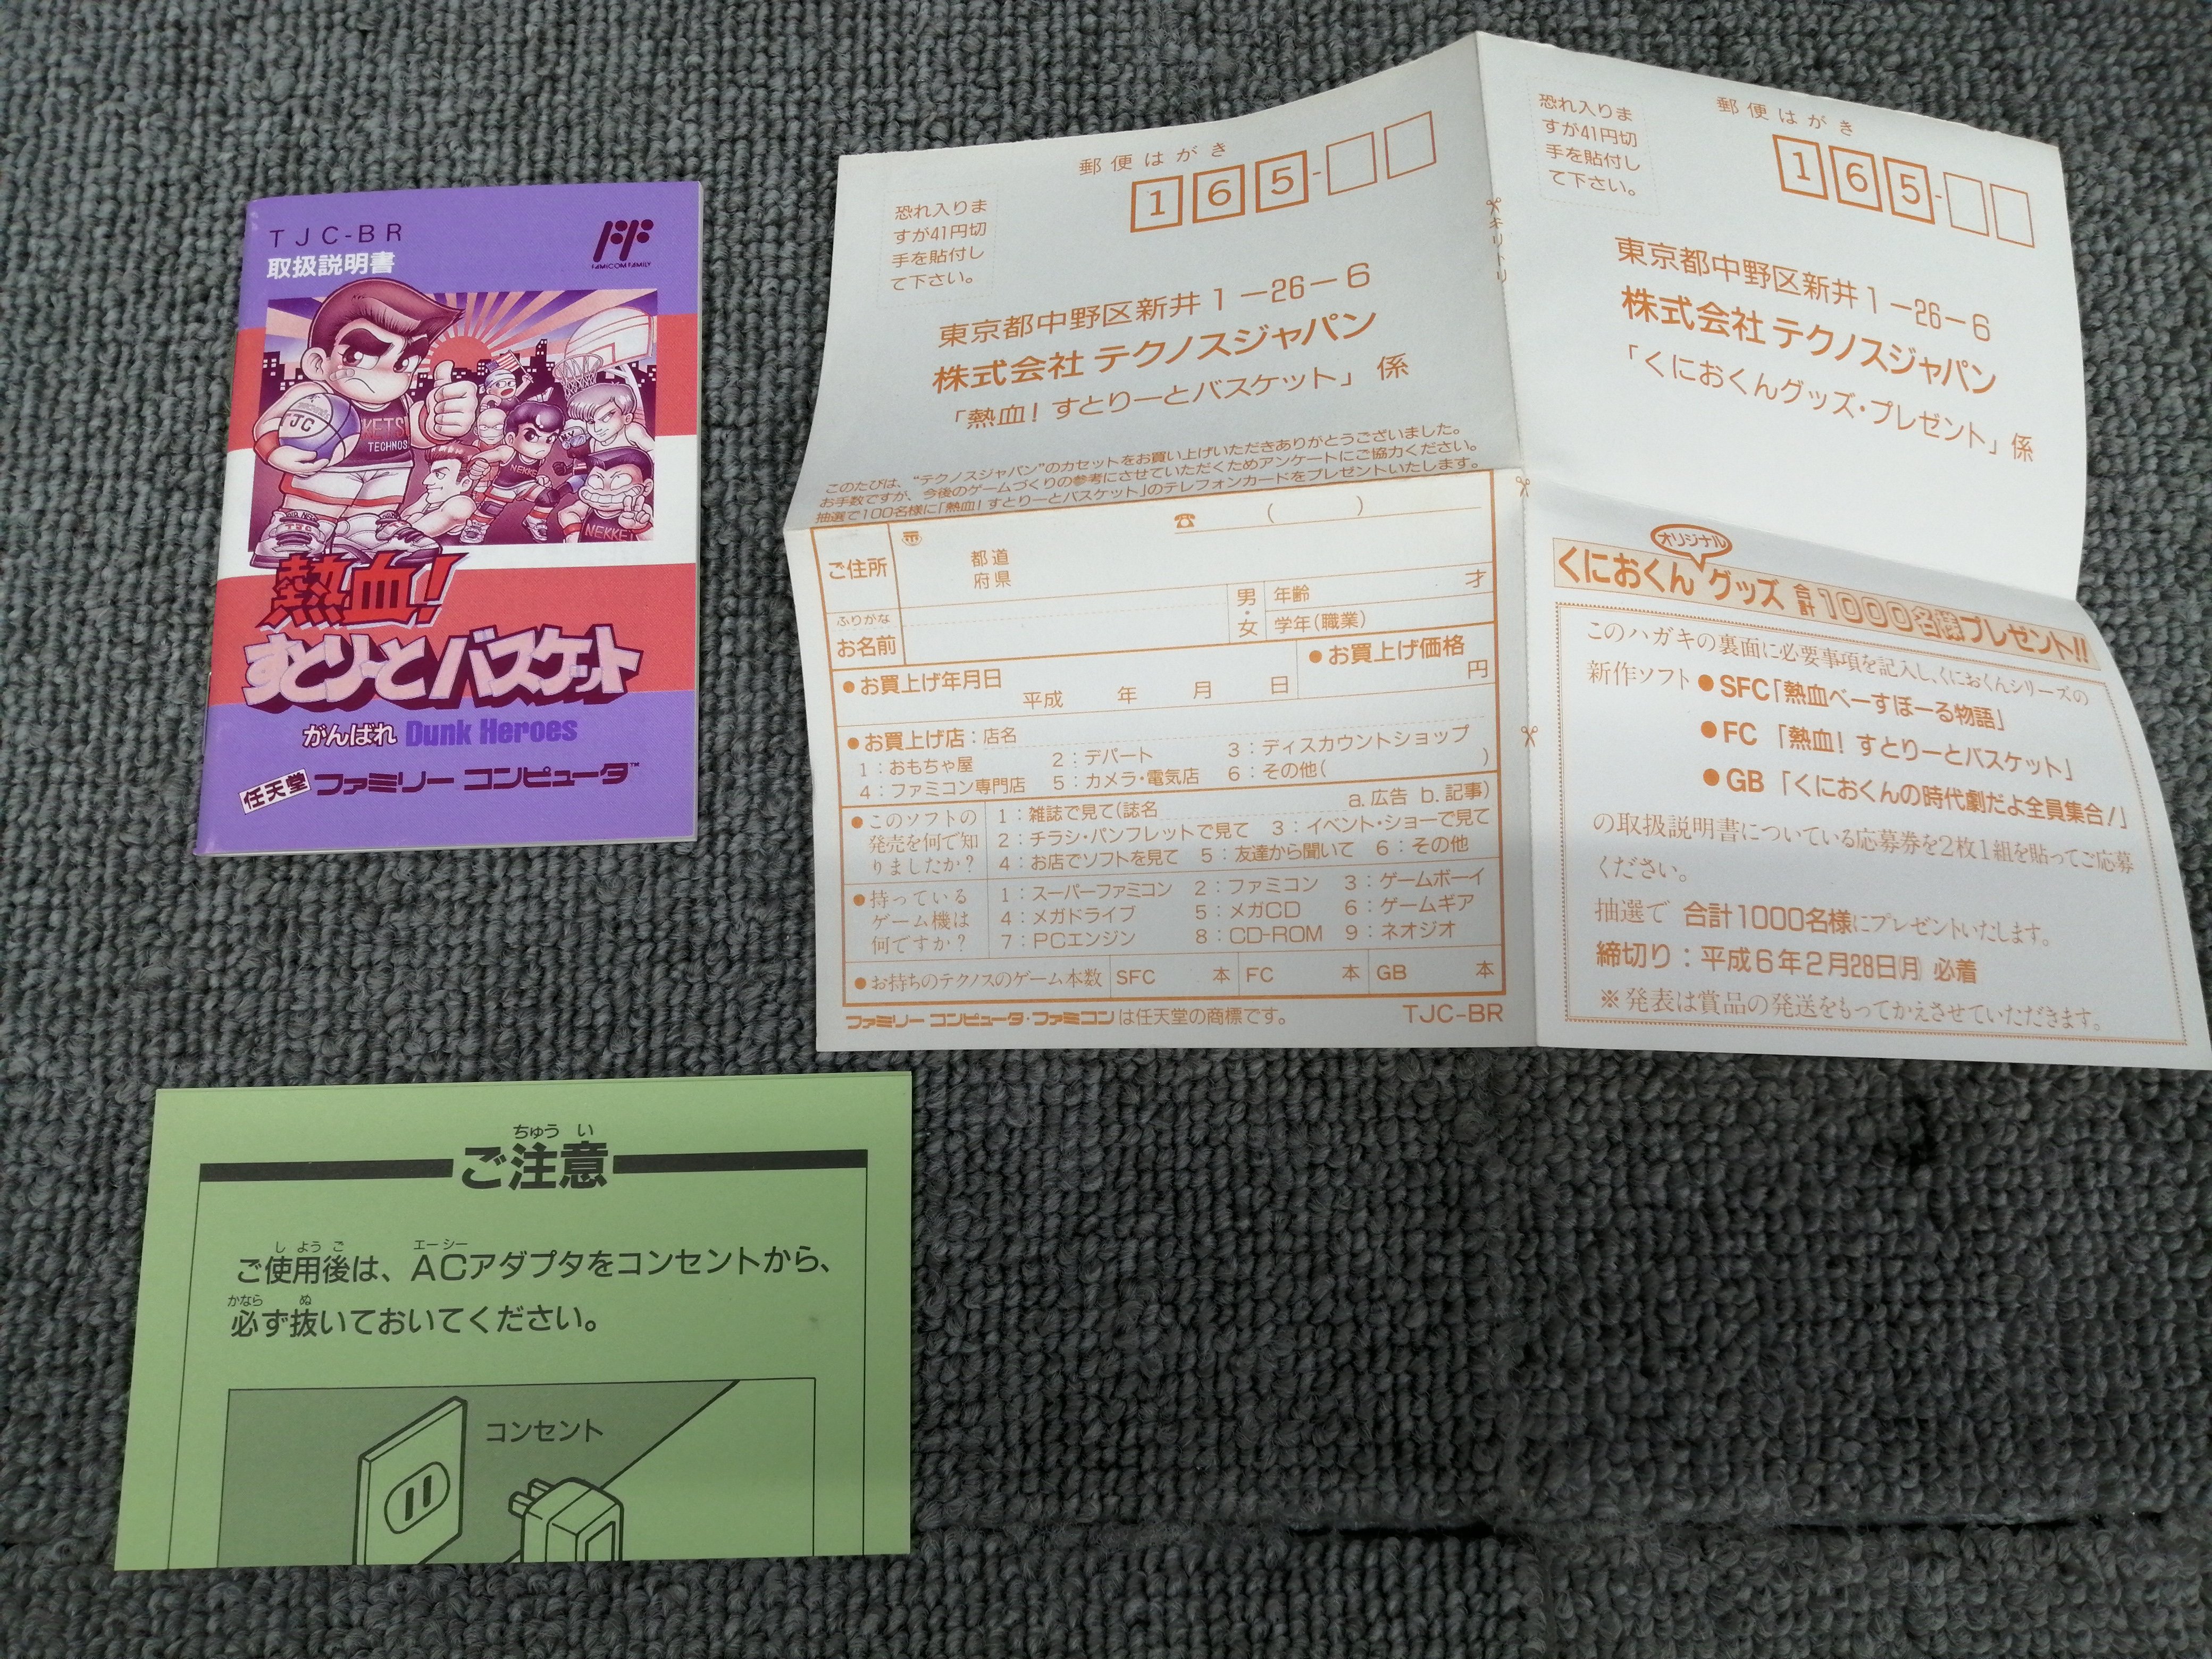 TJC-BR
取扱説明書
FAMICOM FAMILY
TJC
KETS
TECHNOS
NEKKE
NEKKET
熱血!
すとりーとバスケット
がんばれ Dunk Heroes
任天堂 ファミリー コンピュータ™
郵便はがき
165-
恐れ入りま
すが41円切
手を貼付し
て下さい。
東京都中野区新井1-26-6
株式会社 テクノスジャパン
「熱血! すとりーとバスケット」 係
このたびは、“テクノスジャパン”のカセットをお買い上げいただきありがとうございました。
お手数ですが、今後のゲームづくりの参考にさせていただくためアンケートにご協力ください。
抽選で100名様に「熱血! すとりーとバスケット」のテレフォンカードをプレゼントいたします。
ご住所 〒 ☎ ( )
都道
府県
ふりがな
お名前
男・女
年齢 才
学年(職業)
●お買上げ年月日 平成 年 月 日
●お買上げ価格 円
●お買上げ店:店名
1:おもちゃ屋 2:デパート 3:ディスカウントショップ
4:ファミコン専門店 5:カメラ・電気店 6:その他( )
●このソフトの
発売を何で知
りましたか?
1:雑誌で見て(誌名 a.広告 b.記事)
2:チラシ・パンフレットで見て 3:イベント・ショーで見て
4:お店でソフトを見て 5:友達から聞いて 6:その他
●持っている
ゲーム機は
何ですか?
1:スーパーファミコン 2:ファミコン 3:ゲームボーイ
4:メガドライブ 5:メガCD 6:ゲームギア
7:PCエンジン 8:CD-ROM 9:ネオジオ
●お持ちのテクノスのゲーム本数 SFC 本 FC 本 GB 本
ファミリー コンピュータ・ファミコンは任天堂の商標です。 TJC-BR
キリトリ
郵便はがき
165-
恐れ入りま
すが41円切
手を貼付し
て下さい。
東京都中野区新井1-26-6
株式会社 テクノスジャパン
「くにおくんグッズ・プレゼント」 係
オリジナル
くにおくん グッズ 合計 1000名様プレゼント!!
このハガキの裏面に必要事項を記入し、くにおくんシリーズの
新作ソフト ●SFC「熱血べーすぼーる物語」
●FC 「熱血! すとりーとバスケット」
●GB 「くにおくんの時代劇だよ全員集合!」
の取扱説明書についている応募券を2枚1組を貼ってご応募
ください。
抽選で 合計1000名様にプレゼントいたします。
締切り:平成6年2月28日(月) 必着
※発表は賞品の発送をもってかえさせていただきます。
ちゅう い
ご注意
し よう ご エーシー
ご使用後は、ACアダプタをコンセントから、
かなら ぬ
必ず抜いておいてください。
コンセント